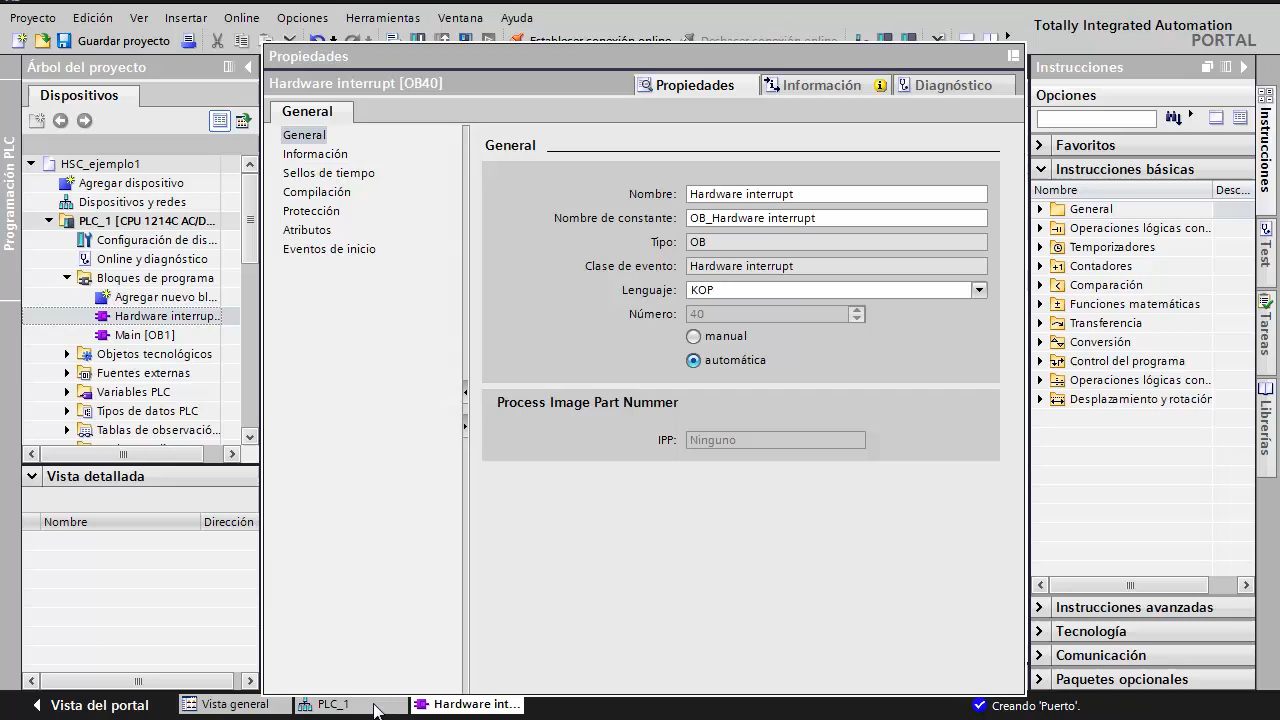 Proyecto Edición Ver Insertar Online Opciones Herramientas Ventana Ayuda
Totally Integrated Automation
PORTAL
Guardar proyecto
Establecer conexión online
Deshacer conexión online
Programación PLC
Árbol del proyecto
Dispositivos
HSC_ejemplo1
Agregar dispositivo
Dispositivos y redes
PLC_1 [CPU 1214C AC/D...
Configuración de dis...
Online y diagnóstico
Bloques de programa
Agregar nuevo bl...
Hardware interrup...
Main [OB1]
Objetos tecnológicos
Fuentes externas
Variables PLC
Tipos de datos PLC
Tablas de observació...
Vista detallada
Nombre Dirección
Propiedades
Hardware interrupt [OB40]
Propiedades Información Diagnóstico
General
General
Información
Sellos de tiempo
Compilación
Protección
Atributos
Eventos de inicio
General
Nombre: Hardware interrupt
Nombre de constante: OB_Hardware interrupt
Tipo: OB
Clase de evento: Hardware interrupt
Lenguaje: KOP
Número: 40
manual
automática
Process Image Part Nummer
IPP: Ninguno
Instrucciones
Opciones
Favoritos
Instrucciones básicas
Nombre Desc...
General
Operaciones lógicas con...
Temporizadores
Contadores
Comparación
Funciones matemáticas
Transferencia
Conversión
Control del programa
Operaciones lógicas con...
Desplazamiento y rotación
Instrucciones avanzadas
Tecnología
Comunicación
Paquetes opcionales
Instrucciones
Test
Tareas
Librerías
Vista del portal
Vista general
PLC_1
Hardware int...
Creando 'Puerto'.